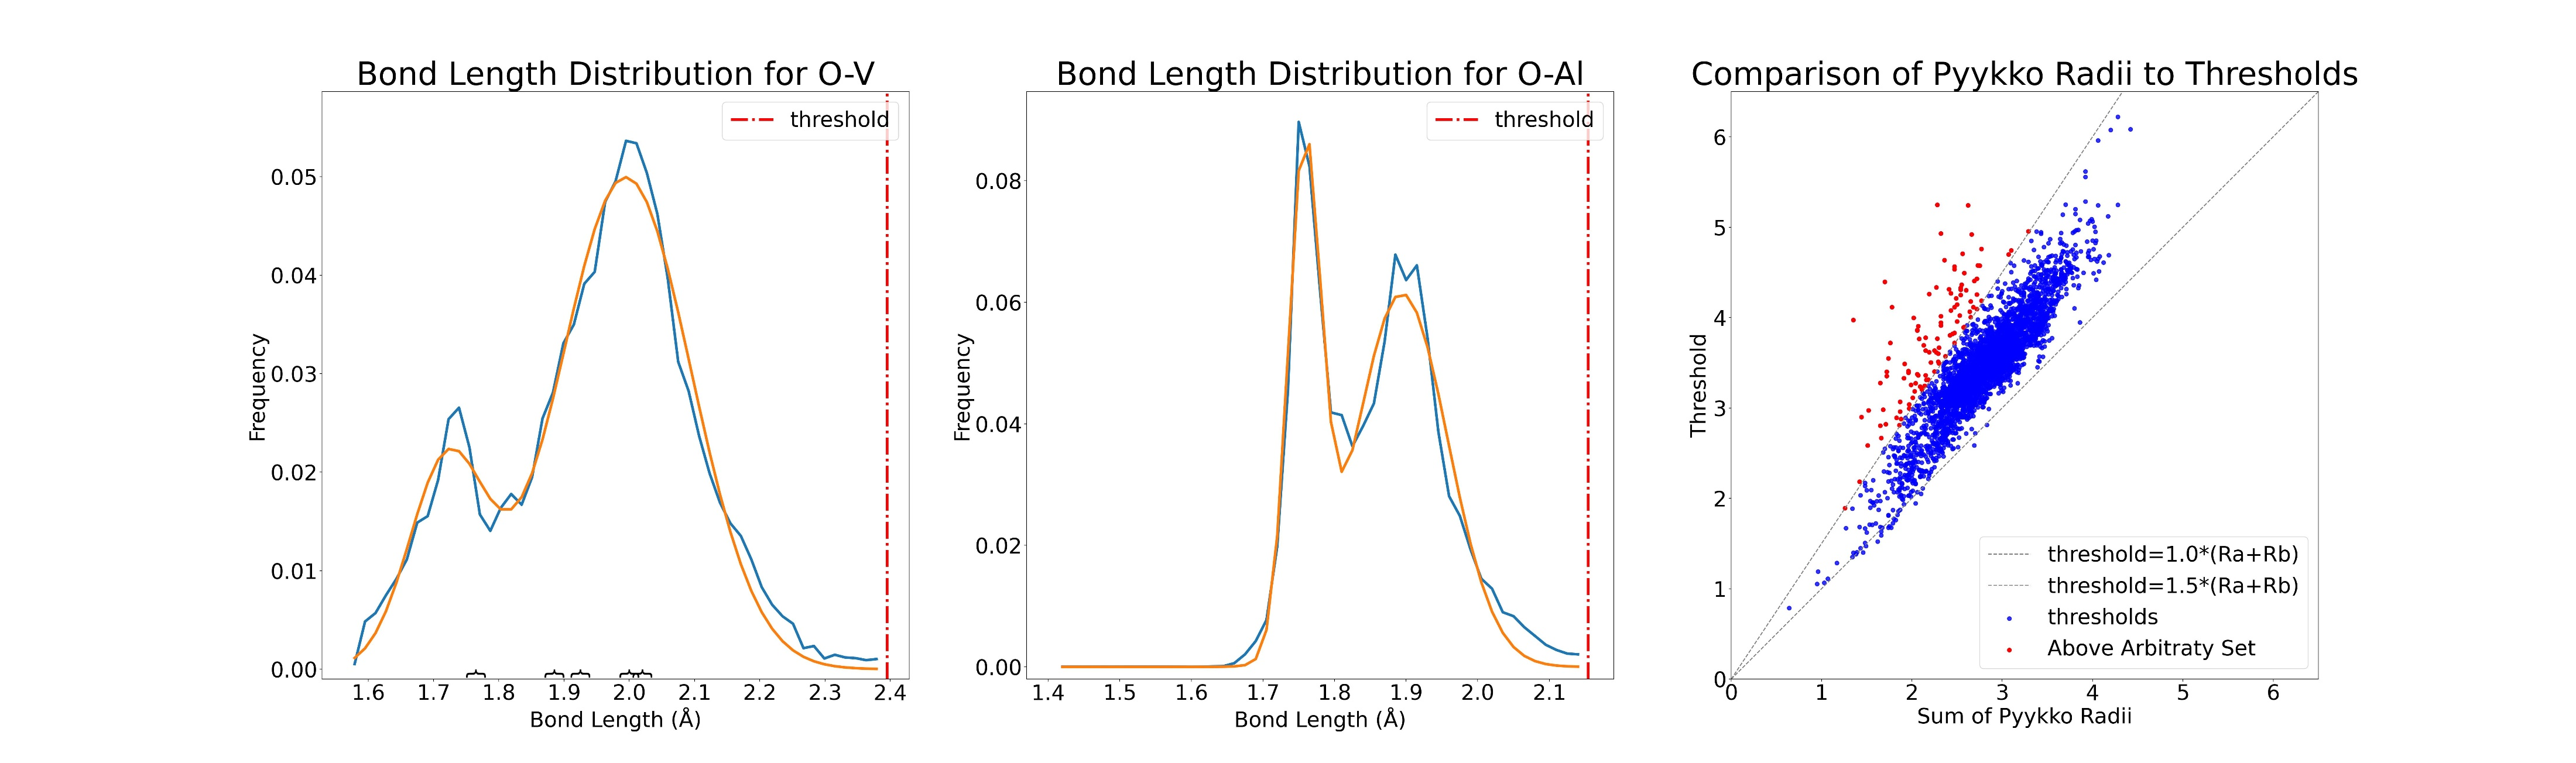 Bond Length Distribution for O-V
threshold
Frequency
0.05
0.04
0.03
0.02
0.01
0.00
1.6 1.7 1.8 1.9 2.0 2.1 2.2 2.3 2.4
Bond Length (Å)
Bond Length Distribution for O-Al
threshold
Frequency
0.08
0.06
0.04
0.02
0.00
1.4 1.5 1.6 1.7 1.8 1.9 2.0 2.1
Bond Length (Å)
Comparison of Pyykko Radii to Thresholds
Threshold
6
5
4
3
2
1
0
threshold=1.0*(Ra+Rb)
threshold=1.5*(Ra+Rb)
thresholds
Above Arbitraty Set
0 1 2 3 4 5 6
Sum of Pyykko Radii